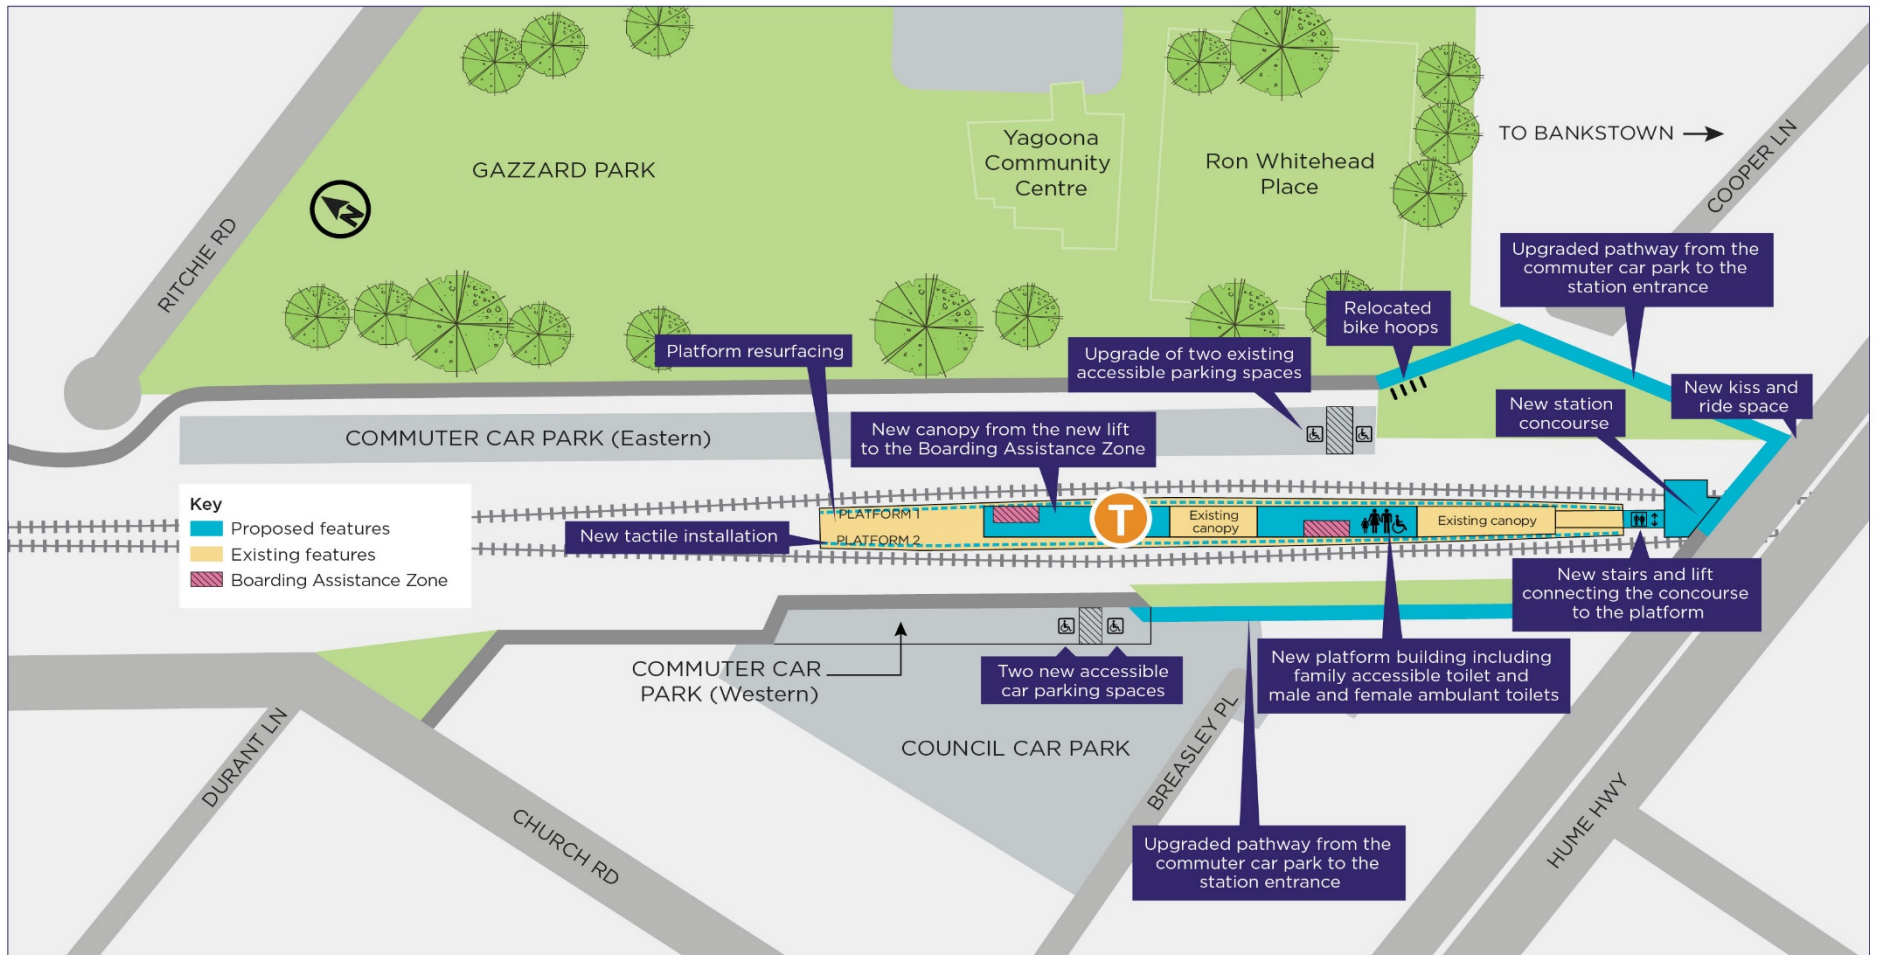 GAZZARD PARK
Yagoona
Community
Centre
Ron Whitehead
Place
TO BANKSTOWN
COOPER LN
RITCHIE RD
N
Upgraded pathway from the
commuter car park to the
station entrance
Relocated
bike hoops
Platform resurfacing
Upgrade of two existing
accessible parking spaces
New kiss and
ride space
New station
concourse
COMMUTER CAR PARK (Eastern)
New canopy from the new lift
to the Boarding Assistance Zone
Key
Proposed features
Existing features
Boarding Assistance Zone
PLATFORM 1
T
Existing
canopy
Existing canopy
New tactile installation
PLATFORM 2
New stairs and lift
connecting the concourse
to the platform
COMMUTER CAR
PARK (Western)
Two new accessible
car parking spaces
New platform building including
family accessible toilet and
male and female ambulant toilets
COUNCIL CAR PARK
BREASLEY PL
DURANT LN
CHURCH RD
HUME HWY
Upgraded pathway from the
commuter car park to the
station entrance